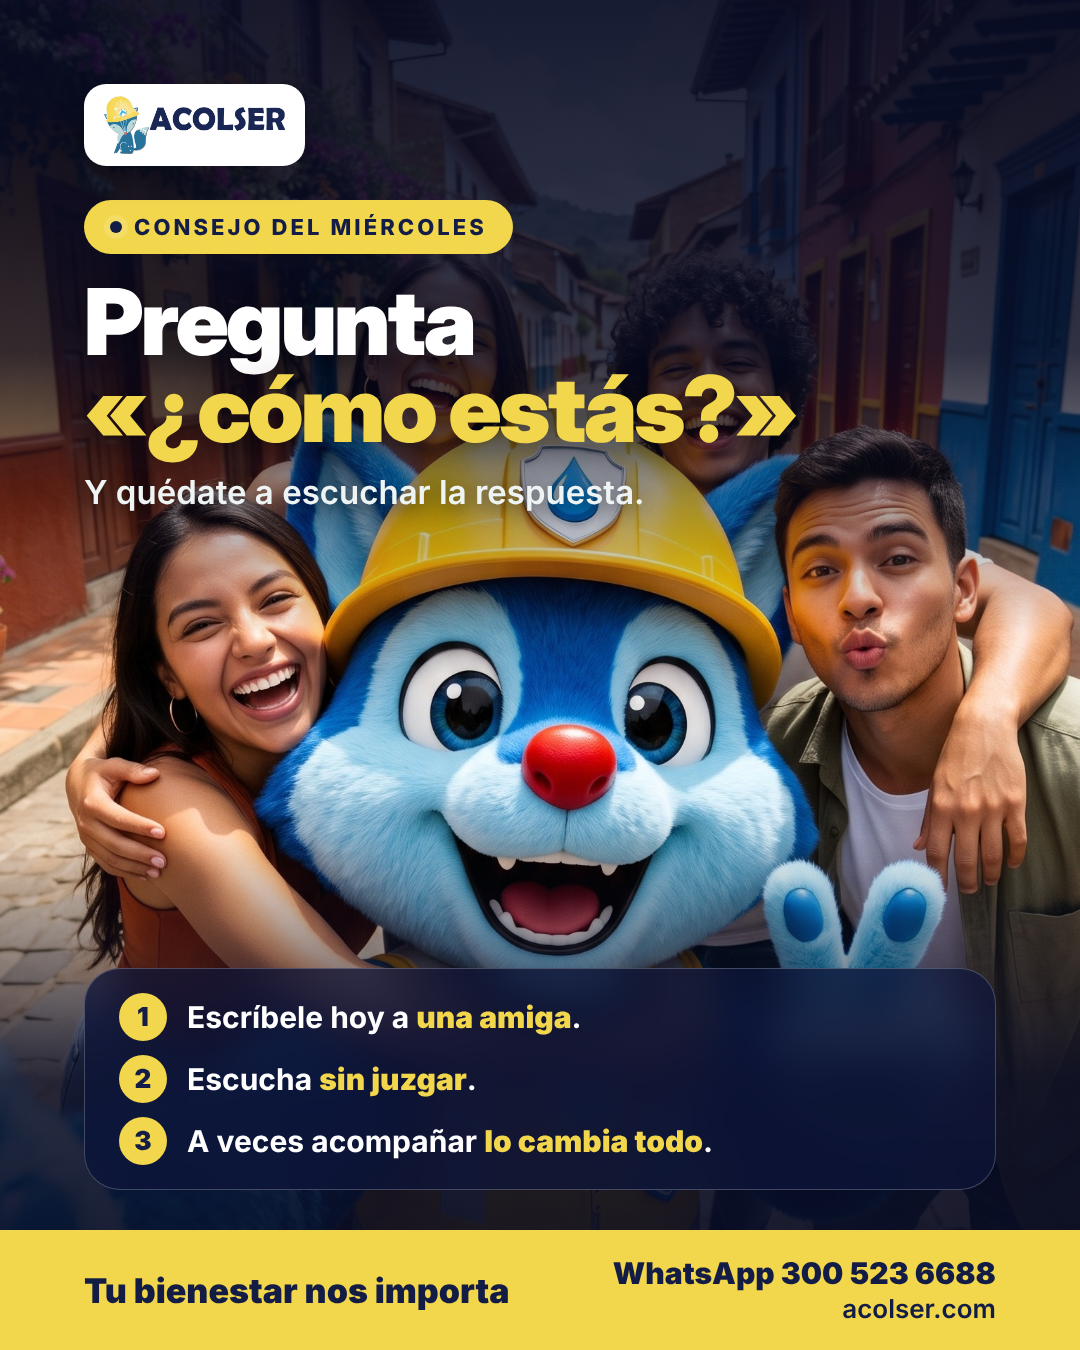 ACOLSER
CONSEJO DEL MIÉRCOLES
Pregunta
«¿cómo estás?»
Y quédate a escuchar la respuesta.
1 Escríbele hoy a una amiga.
2 Escucha sin juzgar.
3 A veces acompañar lo cambia todo.
Tu bienestar nos importa
WhatsApp 300 523 6688
acolser.com